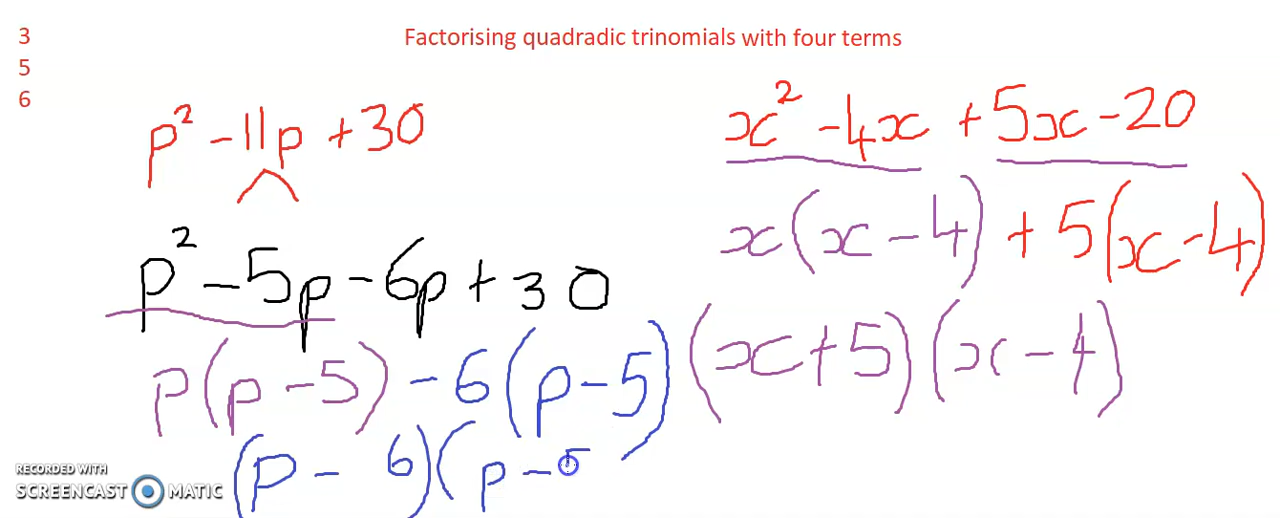 Factorising quadradic trinomials with four terms
3
5
6
p² - 11p + 30
p² - 5p - 6p + 30
p(p - 5) - 6(p - 5)
(p - 6)(p - 5
x² - 4x + 5x - 20
x(x - 4) + 5(x - 4)
(x + 5)(x - 4)
RECORDED WITH
SCREENCAST MATIC